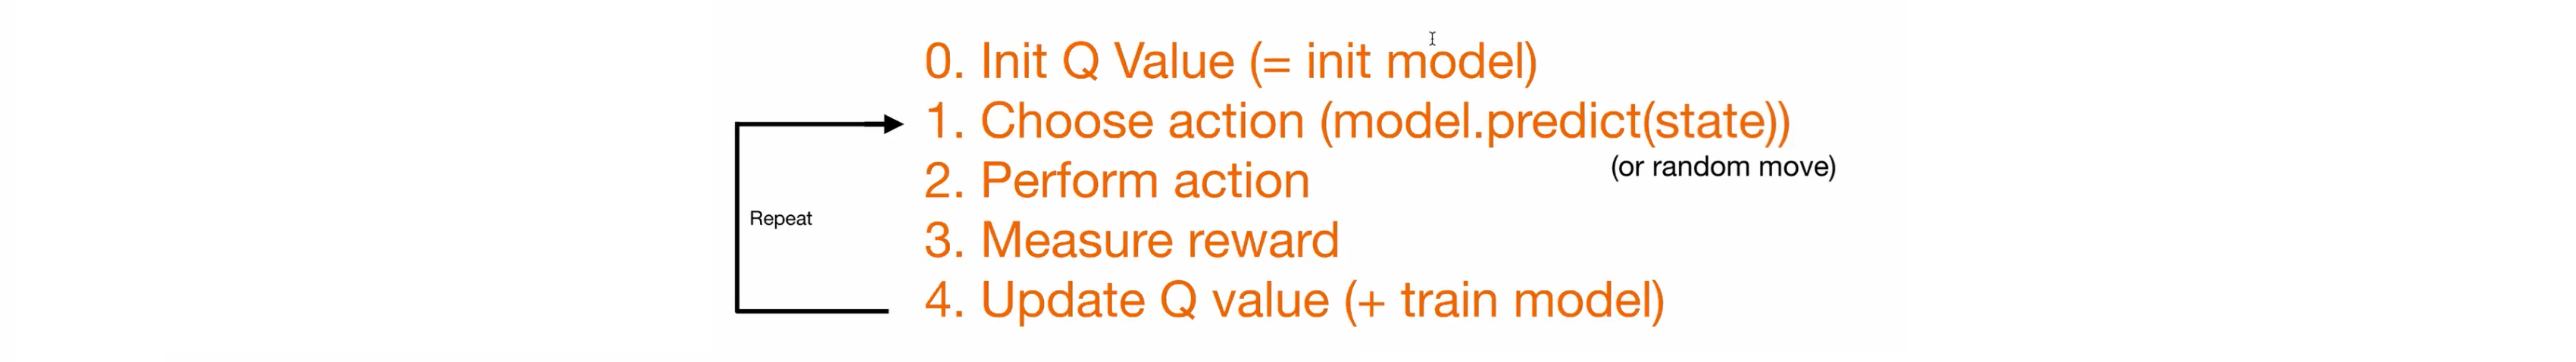 0. Init Q Value (= init model)
1. Choose action (model.predict(state))
(or random move)
2. Perform action
Repeat
3. Measure reward
4. Update Q value (+ train model)